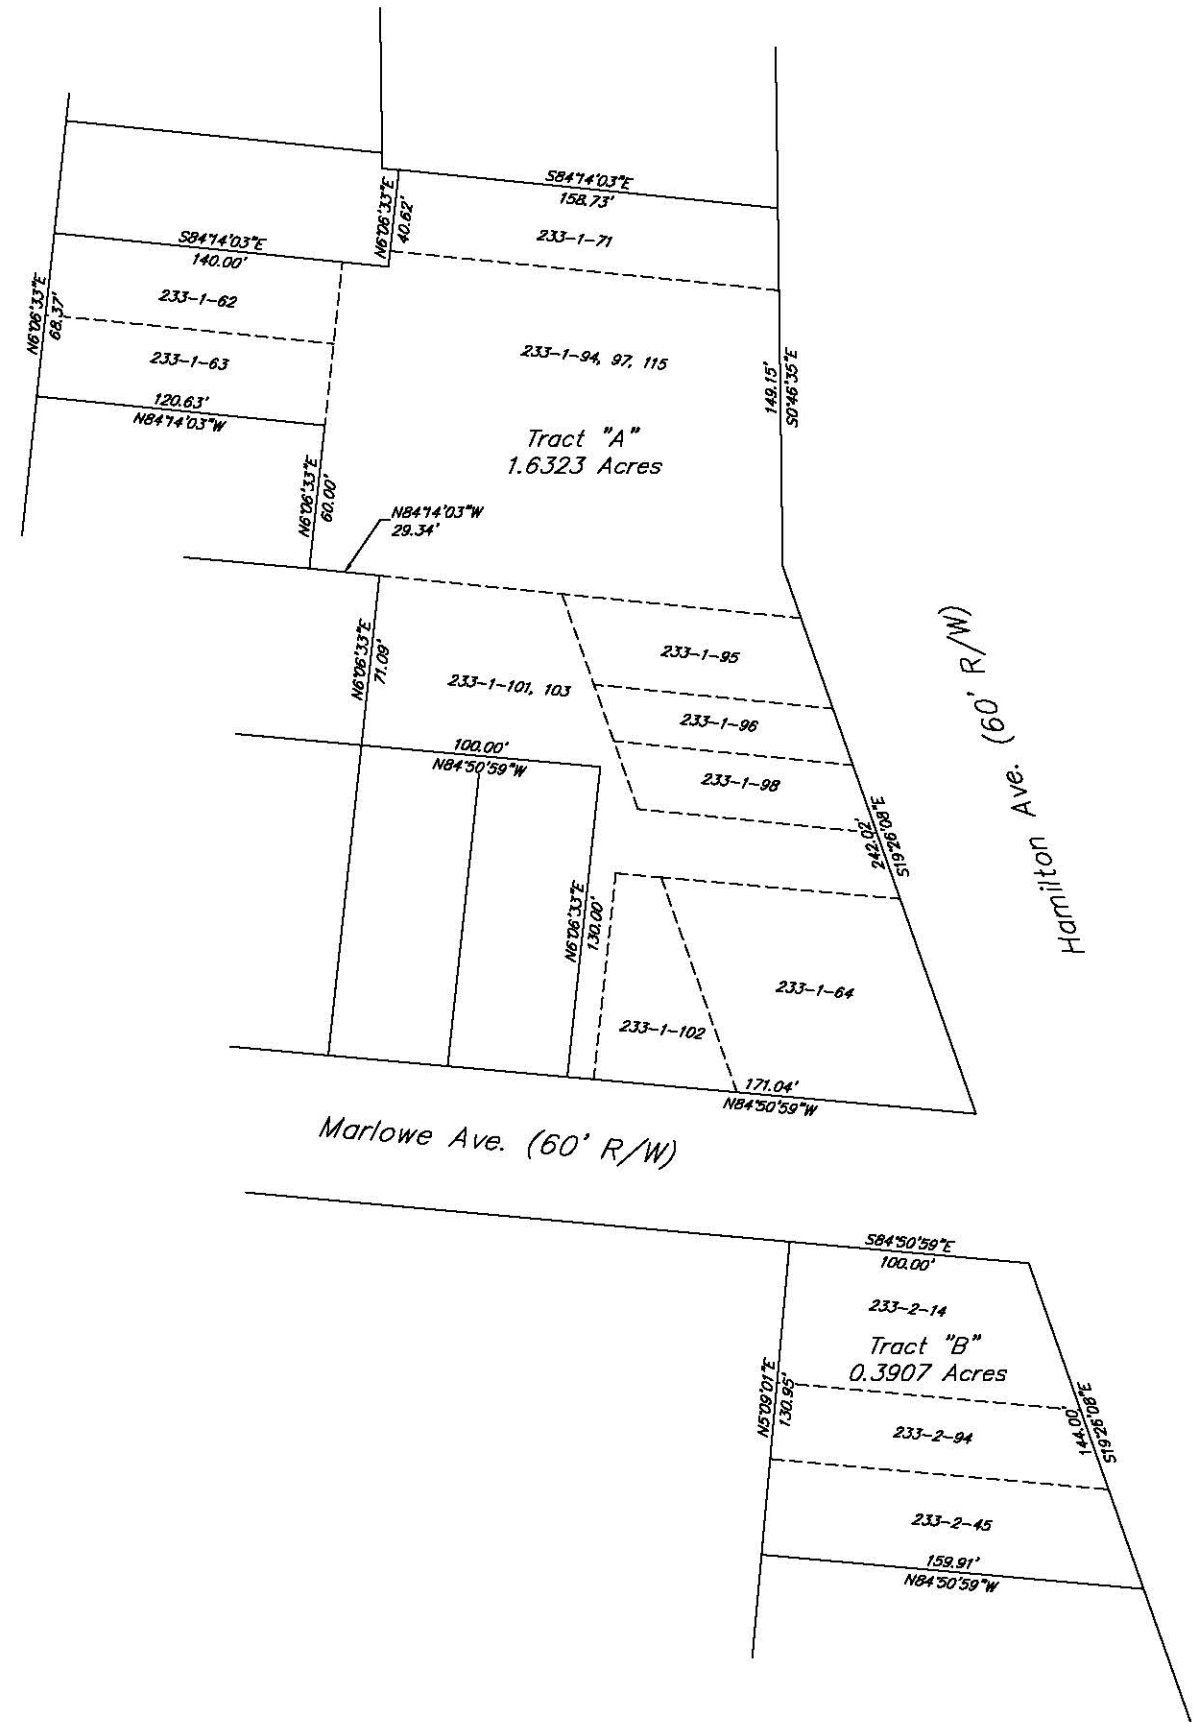 S84°14'03"E
158.73'
N6°06'33"E
40.62'
233-1-71
S84°14'03"E
140.00'
233-1-62
N6°06'33"E
68.37'
233-1-63
120.63'
N84°14'03"W
233-1-94, 97, 115
149.15'
S0°46'35"E
Tract "A"
1.6323 Acres
N6°06'33"E
60.00'
N84°14'03"W
29.34'
N6°06'33"E
71.09'
233-1-101, 103
233-1-95
233-1-96
233-1-98
100.00'
N84°50'59"W
242.02'
S19°26'08"E
Hamilton Ave. (60' R/W)
N6°06'33"E
130.00'
233-1-64
233-1-102
171.04'
N84°50'59"W
Marlowe Ave. (60' R/W)
S84°50'59"E
100.00'
233-2-14
Tract "B"
0.3907 Acres
N5°09'01"E
130.95'
144.00'
S19°26'08"E
233-2-94
233-2-45
159.91'
N84°50'59"W